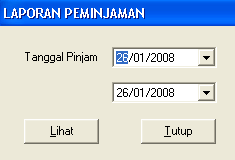 LAPORAN PEMINJAMAN
Tanggal Pinjam 26/01/2008
26/01/2008
Lihat Tutup